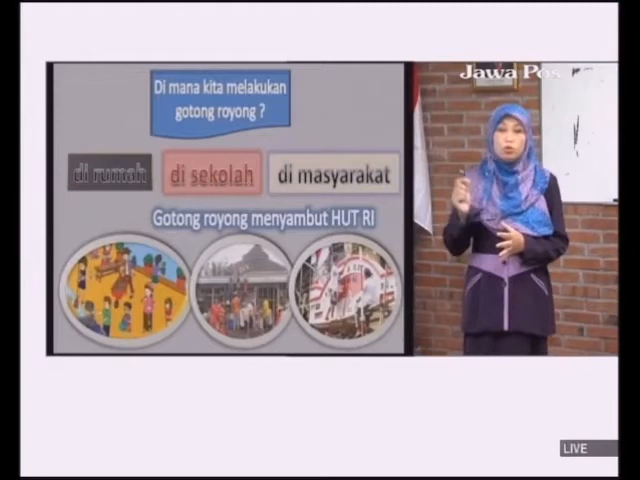 Di mana kita melakukan
gotong royong ?
Jawa Pos
di rumah
di sekolah
di masyarakat
Gotong royong menyambut HUT RI
LIVE